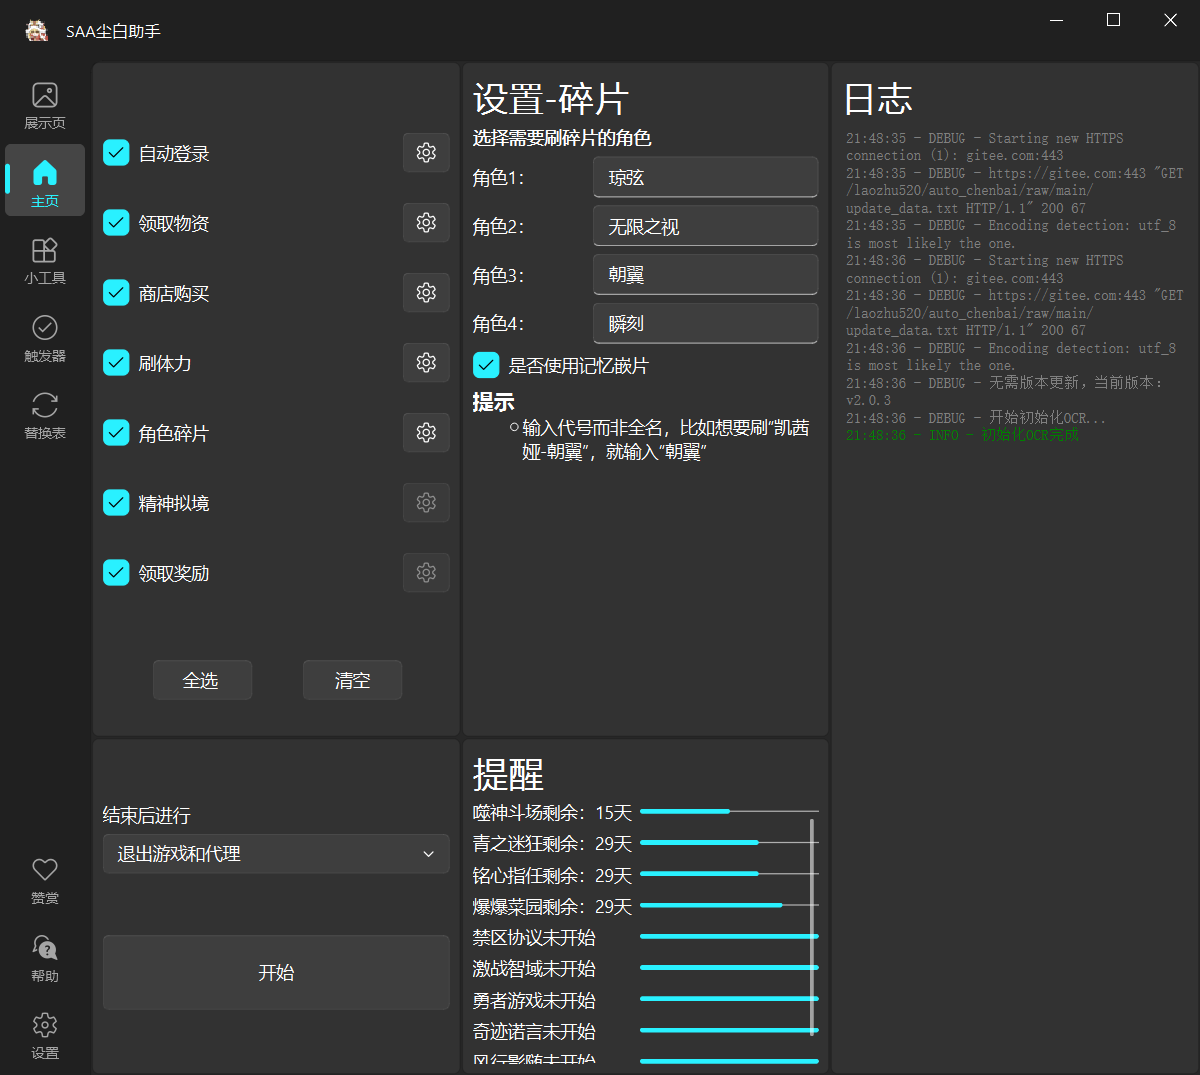 SAA尘白助手
展示页
主页
小工具
触发器
替换表
赞赏
帮助
设置
自动登录
领取物资
商店购买
刷体力
角色碎片
精神拟境
领取奖励
全选
清空
结束后进行
退出游戏和代理
开始
设置-碎片
选择需要刷碎片的角色
角色1：
琼弦
角色2：
无限之视
角色3：
朝翼
角色4：
瞬刻
是否使用记忆嵌片
提示
输入代号而非全名，比如想要刷“凯茜
娅-朝翼”，就输入“朝翼”
提醒
噬神斗场剩余：15天
青之迷狂剩余：29天
铭心指任剩余：29天
爆爆菜园剩余：29天
禁区协议未开始
激战智域未开始
勇者游戏未开始
奇迹诺言未开始
风行影随未开始
日志
21:48:35 - DEBUG - Starting new HTTPS
connection (1): gitee.com:443
21:48:35 - DEBUG - https://gitee.com:443 "GET
/laozhu520/auto_chenbai/raw/main/
update_data.txt HTTP/1.1" 200 67
21:48:35 - DEBUG - Encoding detection: utf_8
is most likely the one.
21:48:36 - DEBUG - Starting new HTTPS
connection (1): gitee.com:443
21:48:36 - DEBUG - https://gitee.com:443 "GET
/laozhu520/auto_chenbai/raw/main/
update_data.txt HTTP/1.1" 200 67
21:48:36 - DEBUG - Encoding detection: utf_8
is most likely the one.
21:48:36 - DEBUG - 无需版本更新，当前版本：
v2.0.3
21:48:36 - DEBUG - 开始初始化OCR...
21:48:36 - INFO - 初始化OCR完成